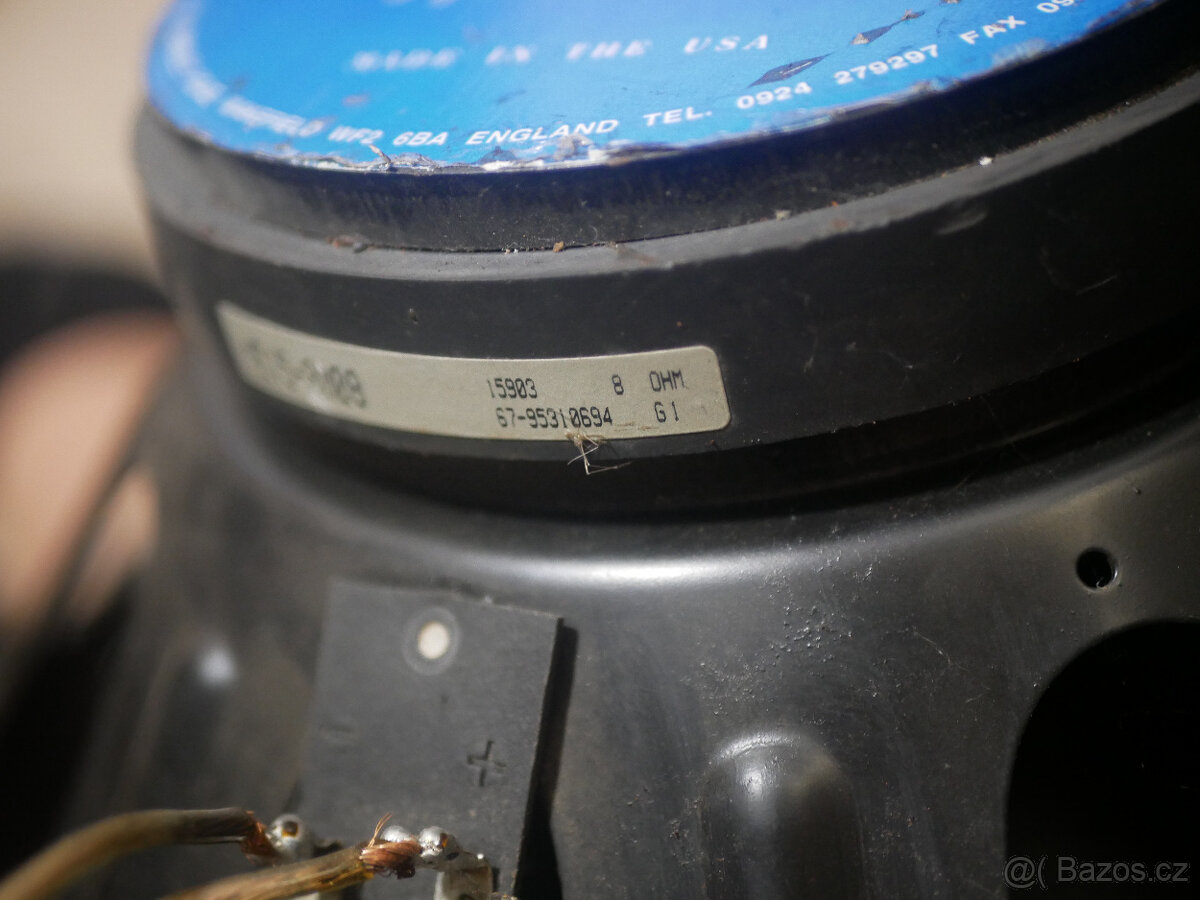 MADE IN THE USA
WF2 6BA ENGLAND TEL. 0924 279297 FAX 09
15903 8 OHM
67-95310694 G1
- +
@( Bazos.cz